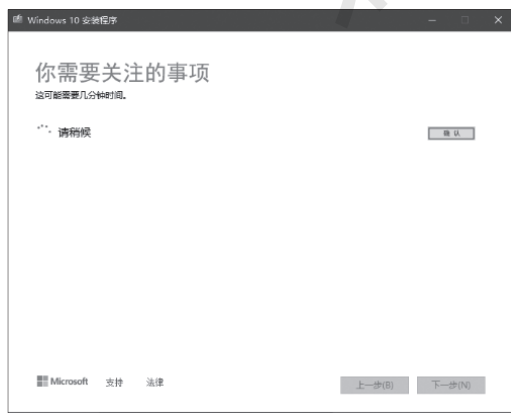 Windows 10 安装程序
你需要关注的事项
这可能需要几分钟时间。
请稍候
确认
Microsoft 支持 法律
上一步(B) 下一步(N)